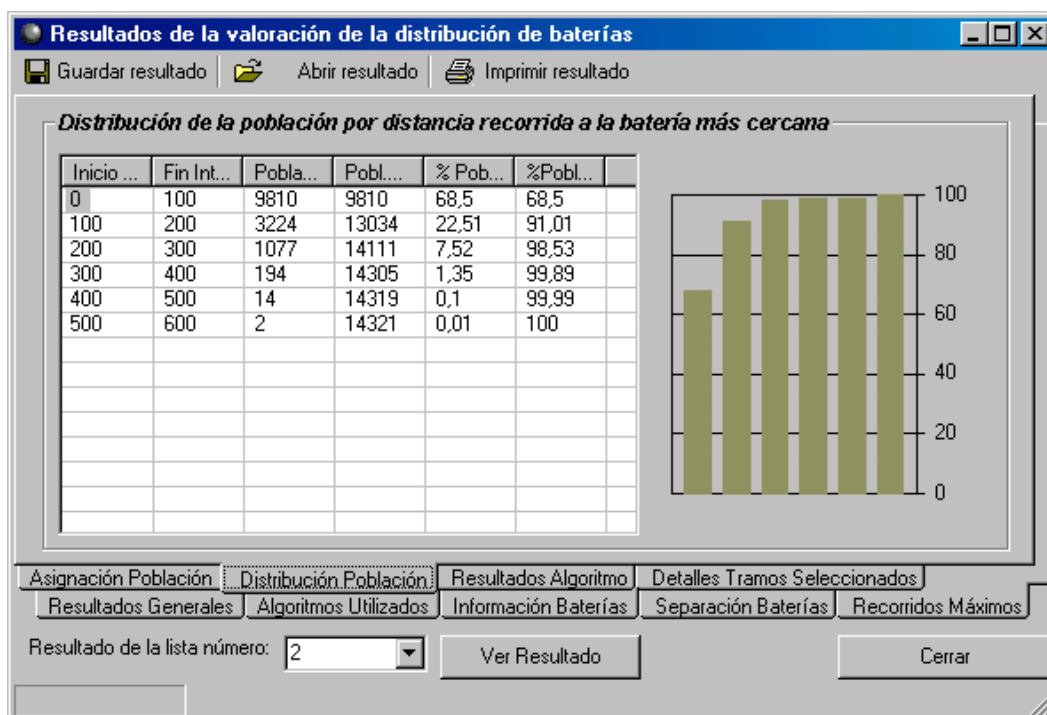 Resultados de la valoración de la distribución de baterías
Guardar resultado Abrir resultado Imprimir resultado
Distribución de la población por distancia recorrida a la batería más cercana
Inicio ... Fin Int... Pobla... Pobl.... % Pob... %Pobl...
0 100 9810 9810 68,5 68,5
100 200 3224 13034 22,51 91,01
200 300 1077 14111 7,52 98,53
300 400 194 14305 1,35 99,89
400 500 14 14319 0,1 99,99
500 600 2 14321 0,01 100
100
80
60
40
20
0
Asignación Población Distribución Población Resultados Algoritmo Detalles Tramos Seleccionados
Resultados Generales Algoritmos Utilizados Información Baterías Separación Baterías Recorridos Máximos
Resultado de la lista número: 2 Ver Resultado Cerrar